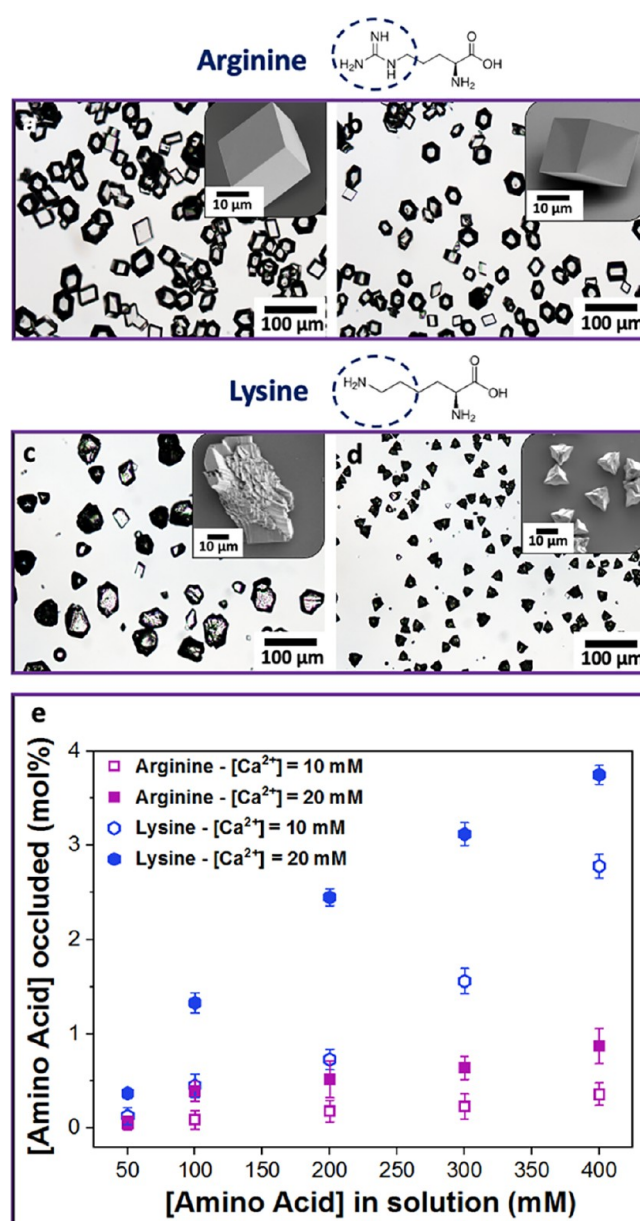 Arginine
NH
H₂N
N
H
O
OH
NH₂
b
10 µm
10 µm
100 µm
100 µm
Lysine
H₂N
O
OH
NH₂
c
d
10 µm
10 µm
100 µm
100 µm
e
[Amino Acid] occluded (mol%)
4
3
2
1
0
Arginine - [Ca²⁺] = 10 mM
Arginine - [Ca²⁺] = 20 mM
Lysine - [Ca²⁺] = 10 mM
Lysine - [Ca²⁺] = 20 mM
50 100 150 200 250 300 350 400
[Amino Acid] in solution (mM)